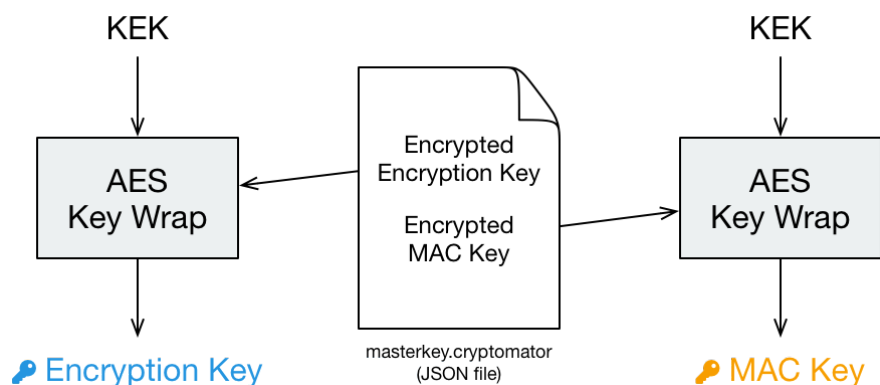 KEK
KEK
Encrypted
Encryption Key
AES
Key Wrap
AES
Key Wrap
Encrypted
MAC Key
masterkey.cryptomator
(JSON file)
Encryption Key
MAC Key